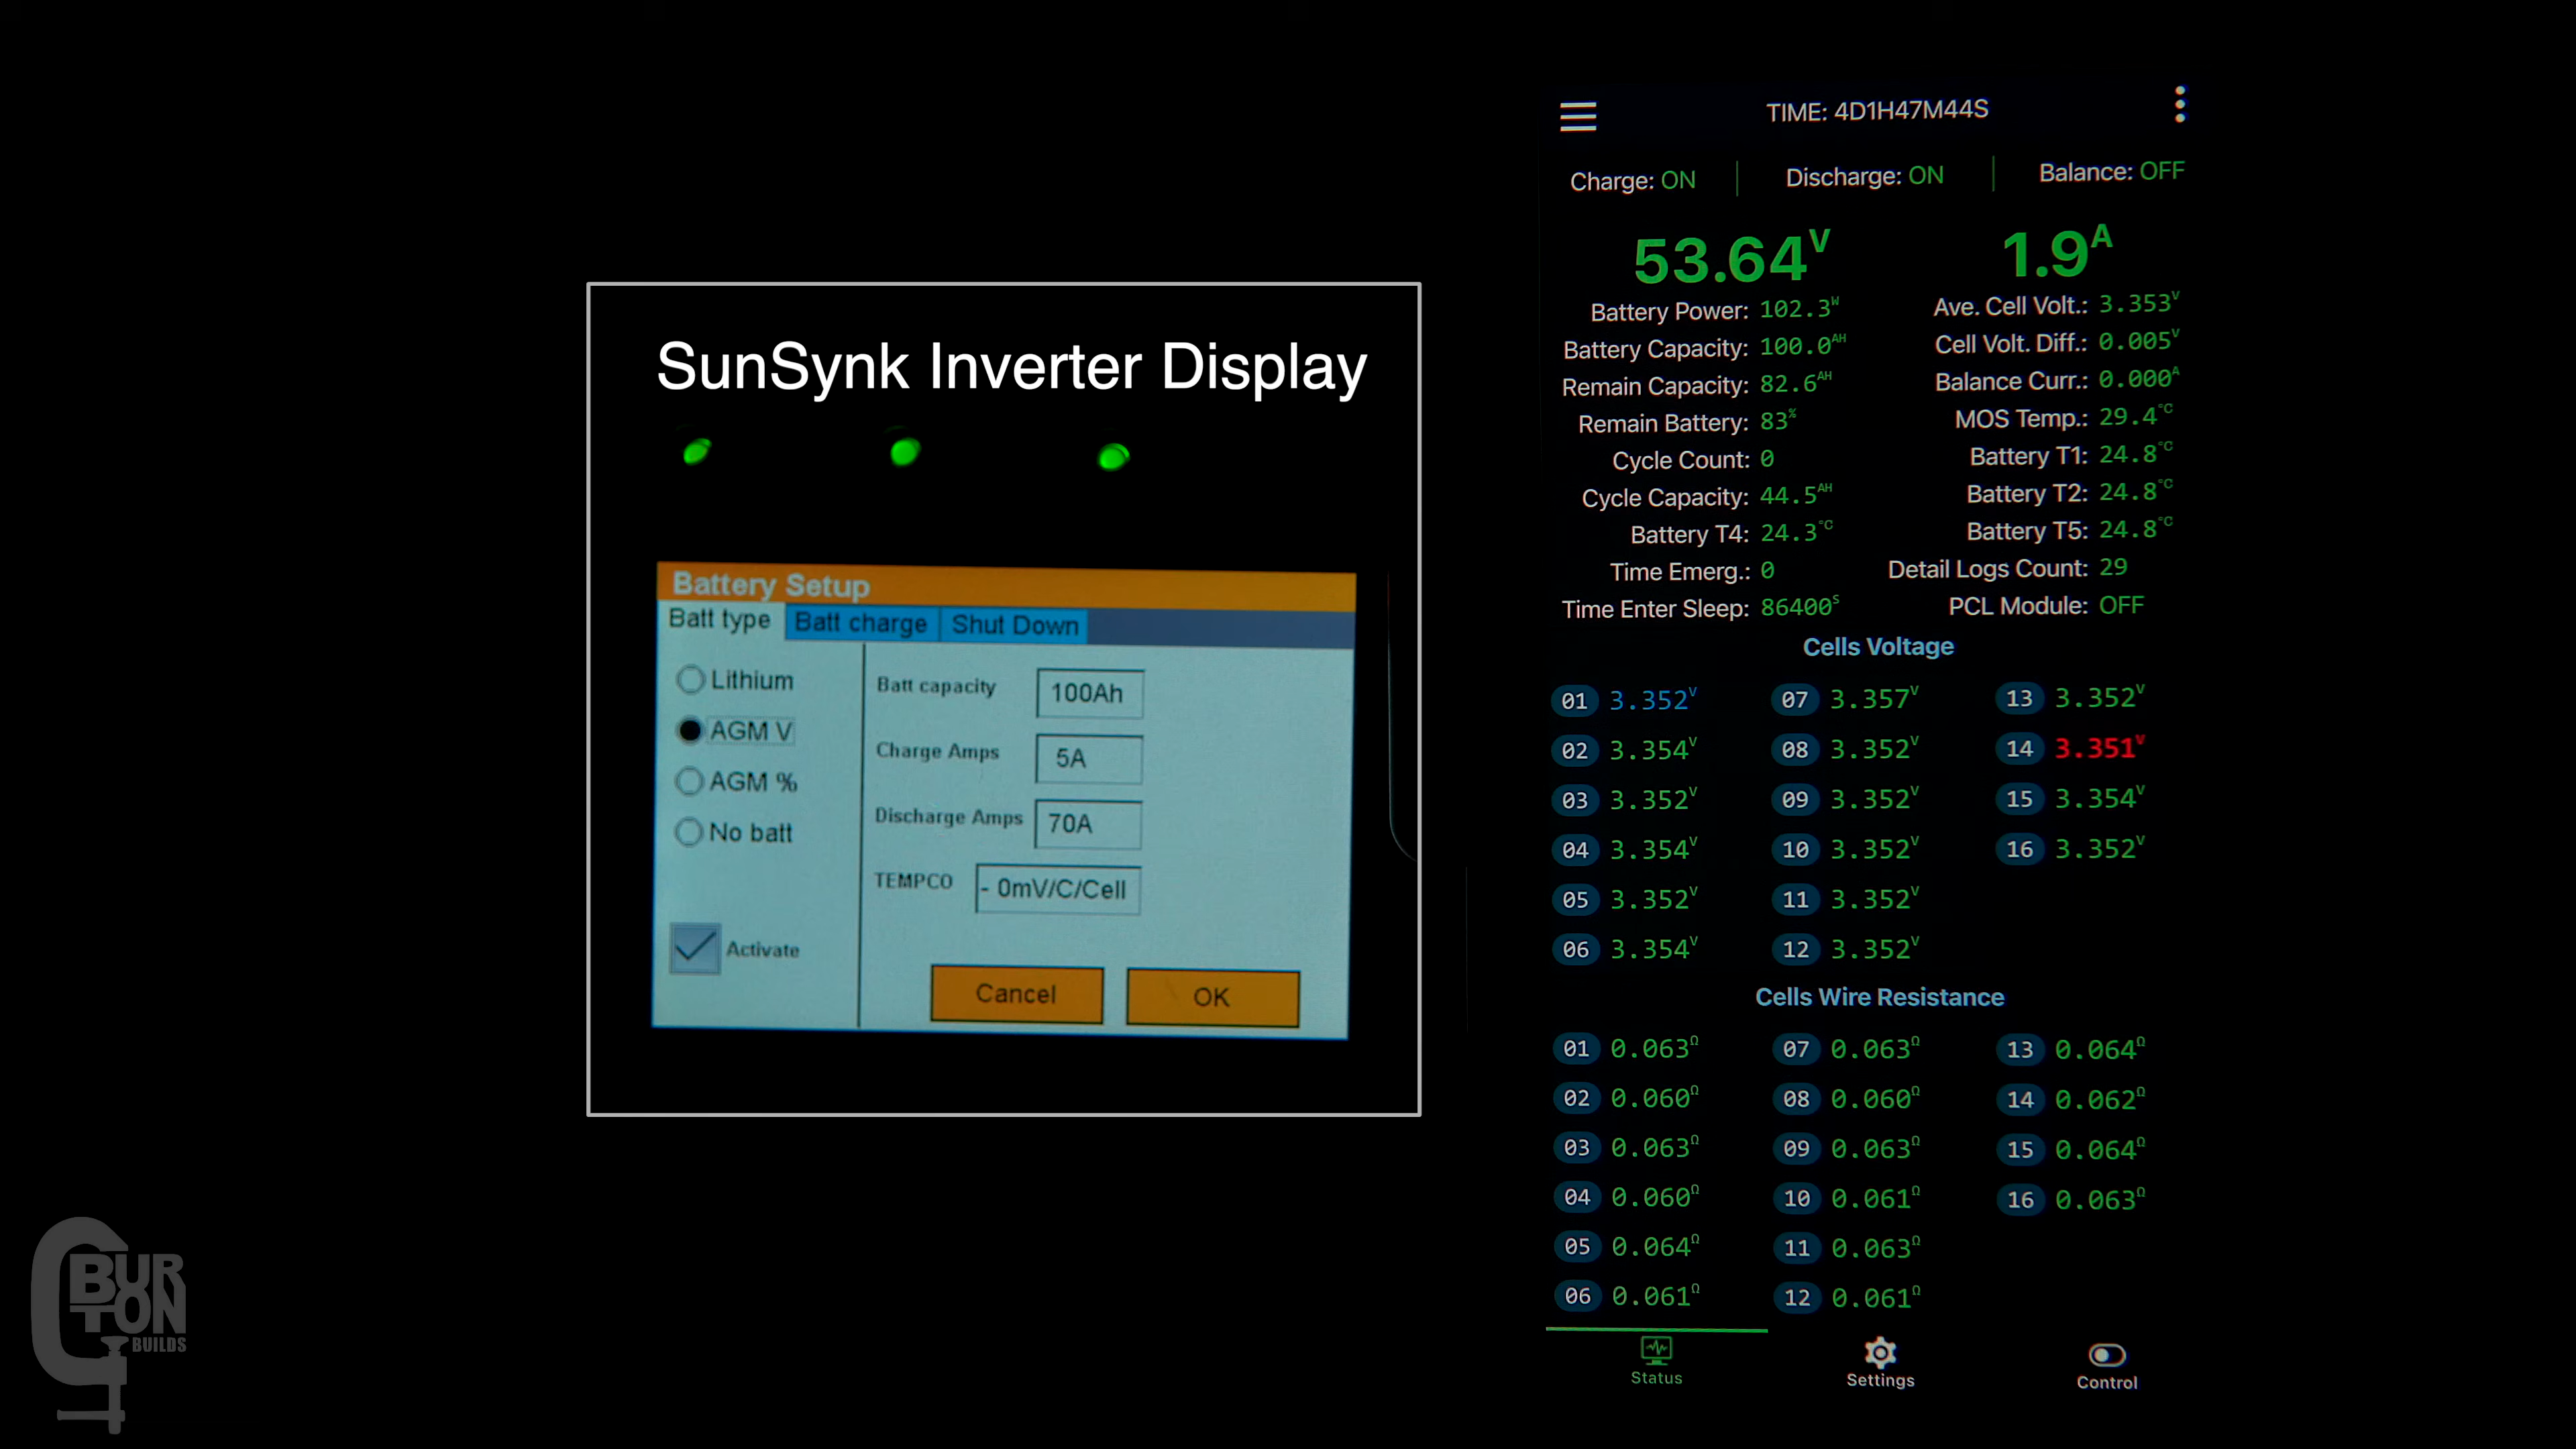 SunSynk Inverter Display
Battery Setup
Batt type Batt charge Shut Down
Lithium
AGM V
AGM %
No batt
Activate
Batt capacity 100Ah
Charge Amps 5A
Discharge Amps 70A
TEMPCO - 0mV/C/Cell
Cancel OK
TIME: 4D1H47M44S
Charge: ON Discharge: ON Balance: OFF
53.64V 1.9A
Battery Power: 102.3W Ave. Cell Volt.: 3.353V
Battery Capacity: 100.0AH Cell Volt. Diff.: 0.005V
Remain Capacity: 82.6AH Balance Curr.: 0.000A
Remain Battery: 83% MOS Temp.: 29.4°C
Cycle Count: 0 Battery T1: 24.8°C
Cycle Capacity: 44.5AH Battery T2: 24.8°C
Battery T4: 24.3°C Battery T5: 24.8°C
Time Emerg.: 0 Detail Logs Count: 29
Time Enter Sleep: 86400S PCL Module: OFF
Cells Voltage
01 3.352V 07 3.357V 13 3.352V
02 3.354V 08 3.352V 14 3.351V
03 3.352V 09 3.352V 15 3.354V
04 3.354V 10 3.352V 16 3.352V
05 3.352V 11 3.352V
06 3.354V 12 3.352V
Cells Wire Resistance
01 0.063Ω 07 0.063Ω 13 0.064Ω
02 0.060Ω 08 0.060Ω 14 0.062Ω
03 0.063Ω 09 0.063Ω 15 0.064Ω
04 0.060Ω 10 0.061Ω 16 0.063Ω
05 0.064Ω 11 0.063Ω
06 0.061Ω 12 0.061Ω
Status Settings Control
BUR
TON
BUILDS